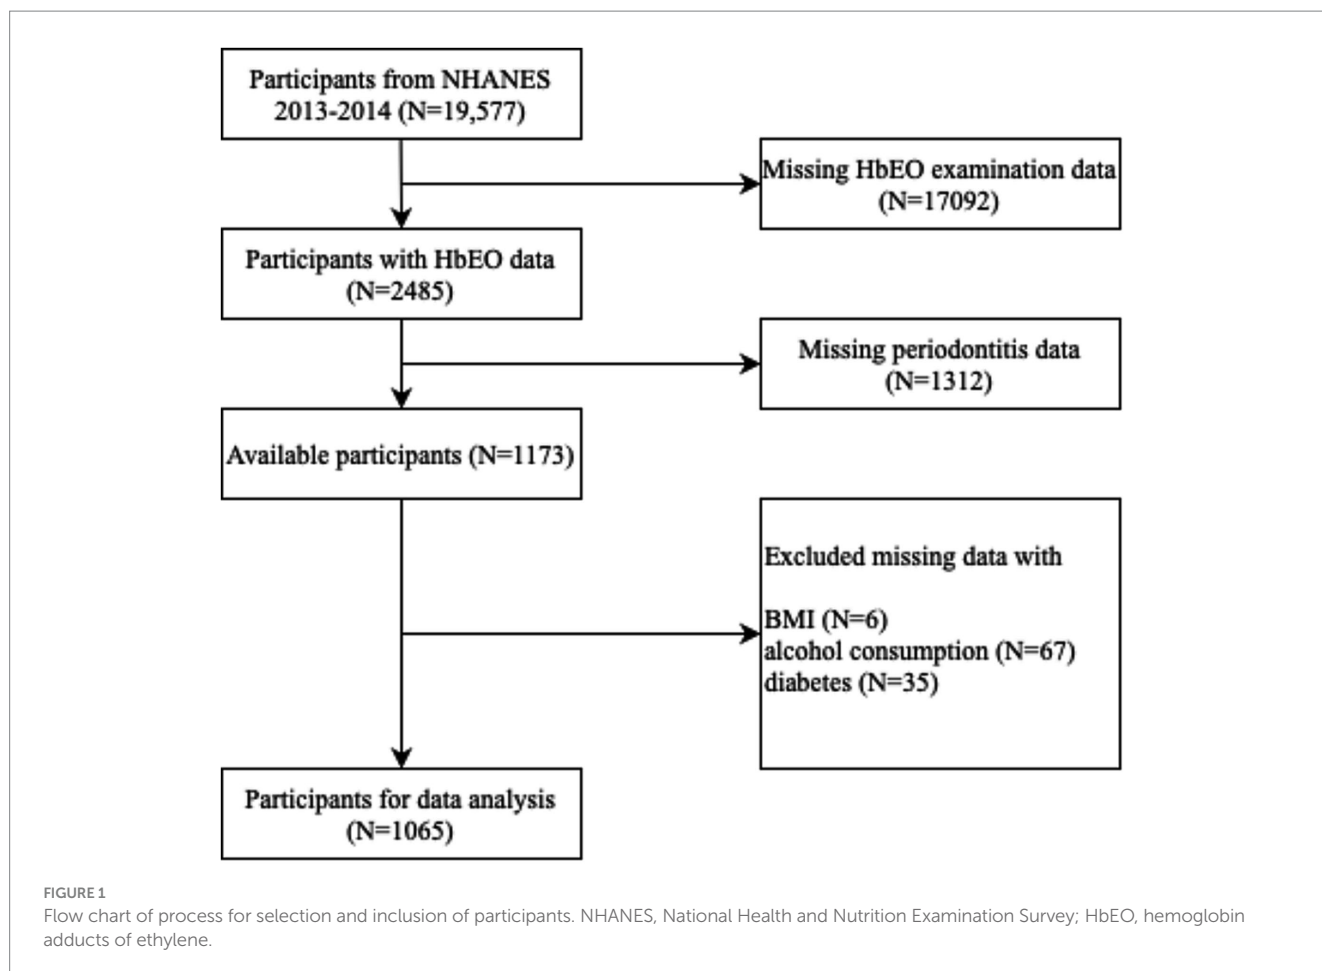 Participants from NHANES
2013-2014 (N=19,577)
Missing HbEO examination data
(N=17092)
Participants with HbEO data
(N=2485)
Missing periodontitis data
(N=1312)
Available participants (N=1173)
Excluded missing data with
BMI (N=6)
alcohol consumption (N=67)
diabetes (N=35)
Participants for data analysis
(N=1065)
FIGURE 1
Flow chart of process for selection and inclusion of participants. NHANES, National Health and Nutrition Examination Survey; HbEO, hemoglobin
adducts of ethylene.